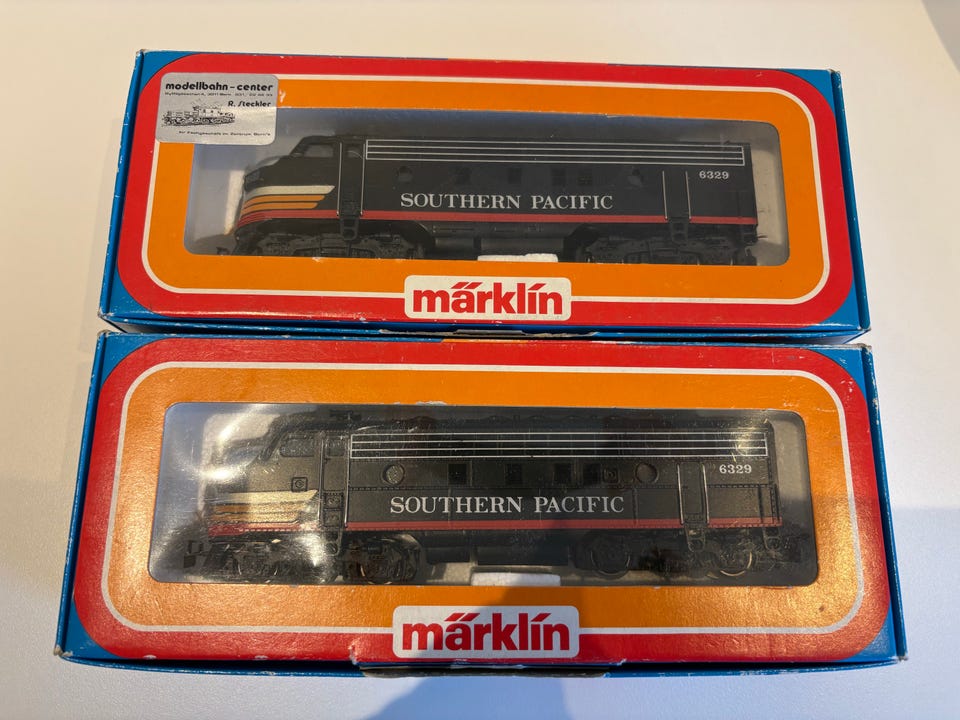 modellbahn-center
R. Steckler
6329
SOUTHERN PACIFIC
märklin
6329
SOUTHERN PACIFIC
märklin